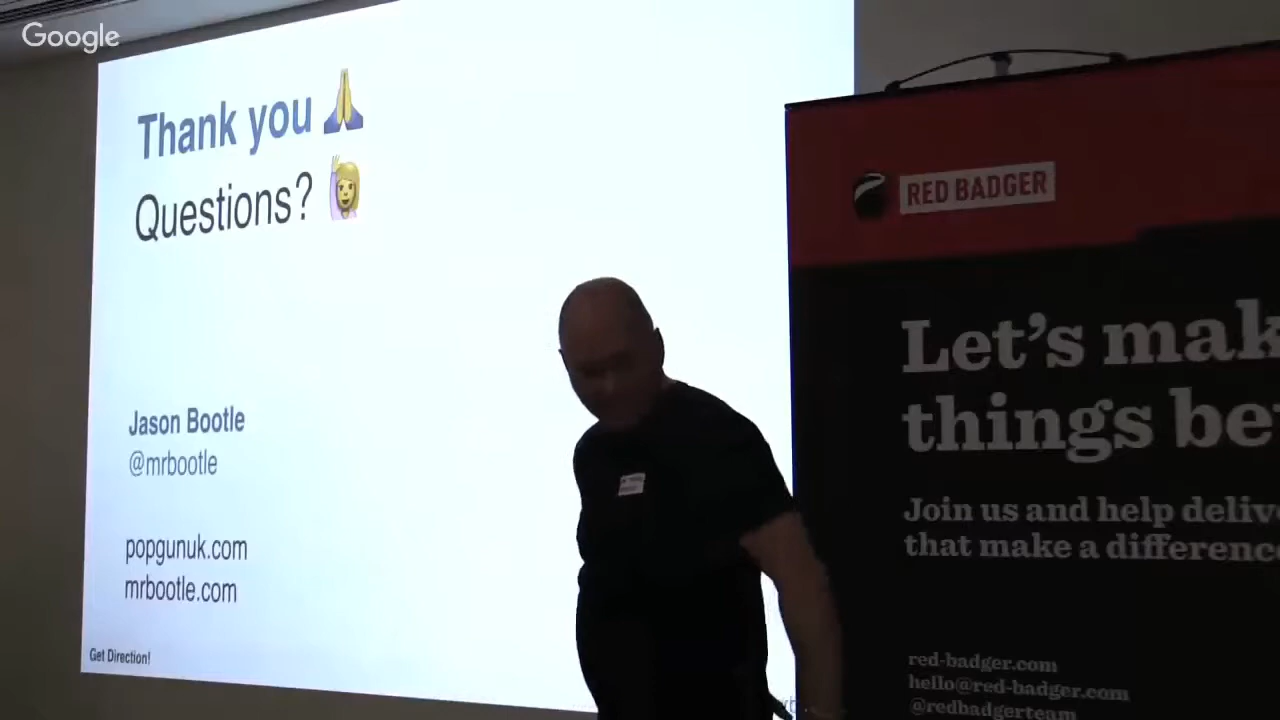 Google
Thank you 🙏
Questions? 🙋
Jason Bootle
@mrbootle
popgunuk.com
mrbootle.com
Get Direction!
RED BADGER
Let's mak
things be
Join us and help delive
that make a difference
red-badger.com
hello@red-badger.com
@redbadgerteam